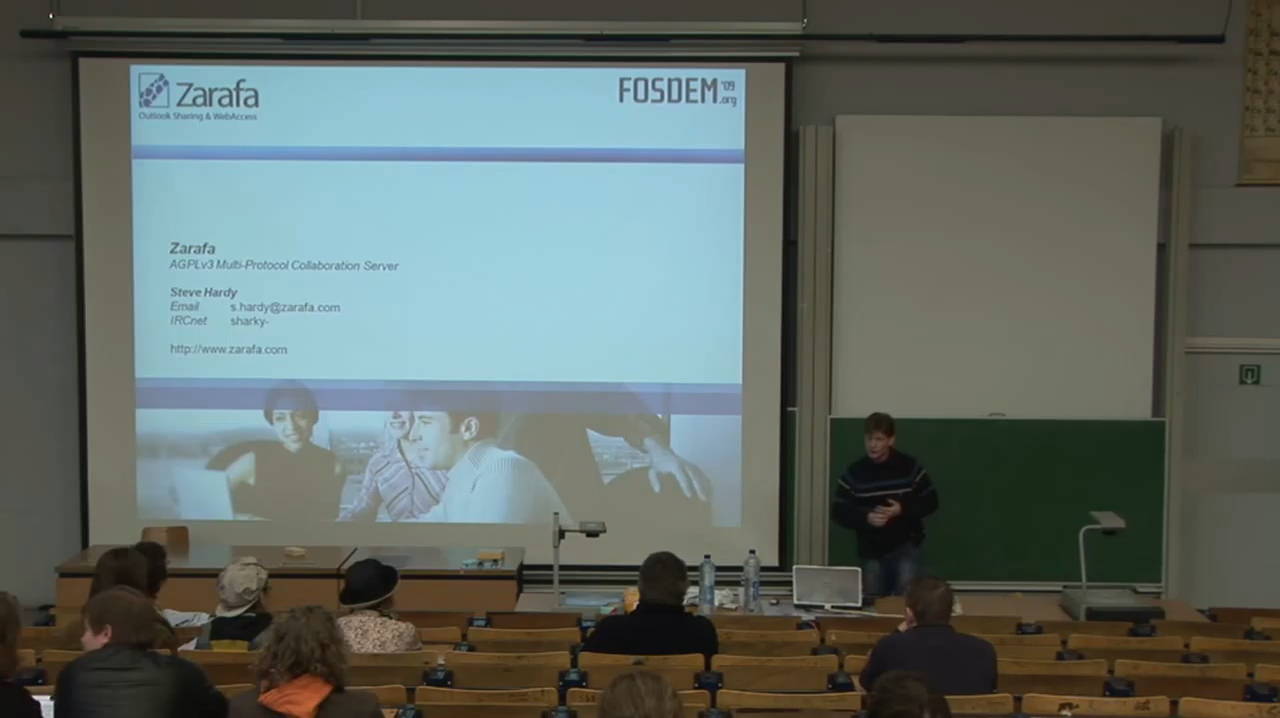 Zarafa
Outlook Sharing & WebAccess
FOSDEM '09
.org
Zarafa
AGPLv3 Multi-Protocol Collaboration Server
Steve Hardy
Email s.hardy@zarafa.com
IRCnet sharky-
http://www.zarafa.com